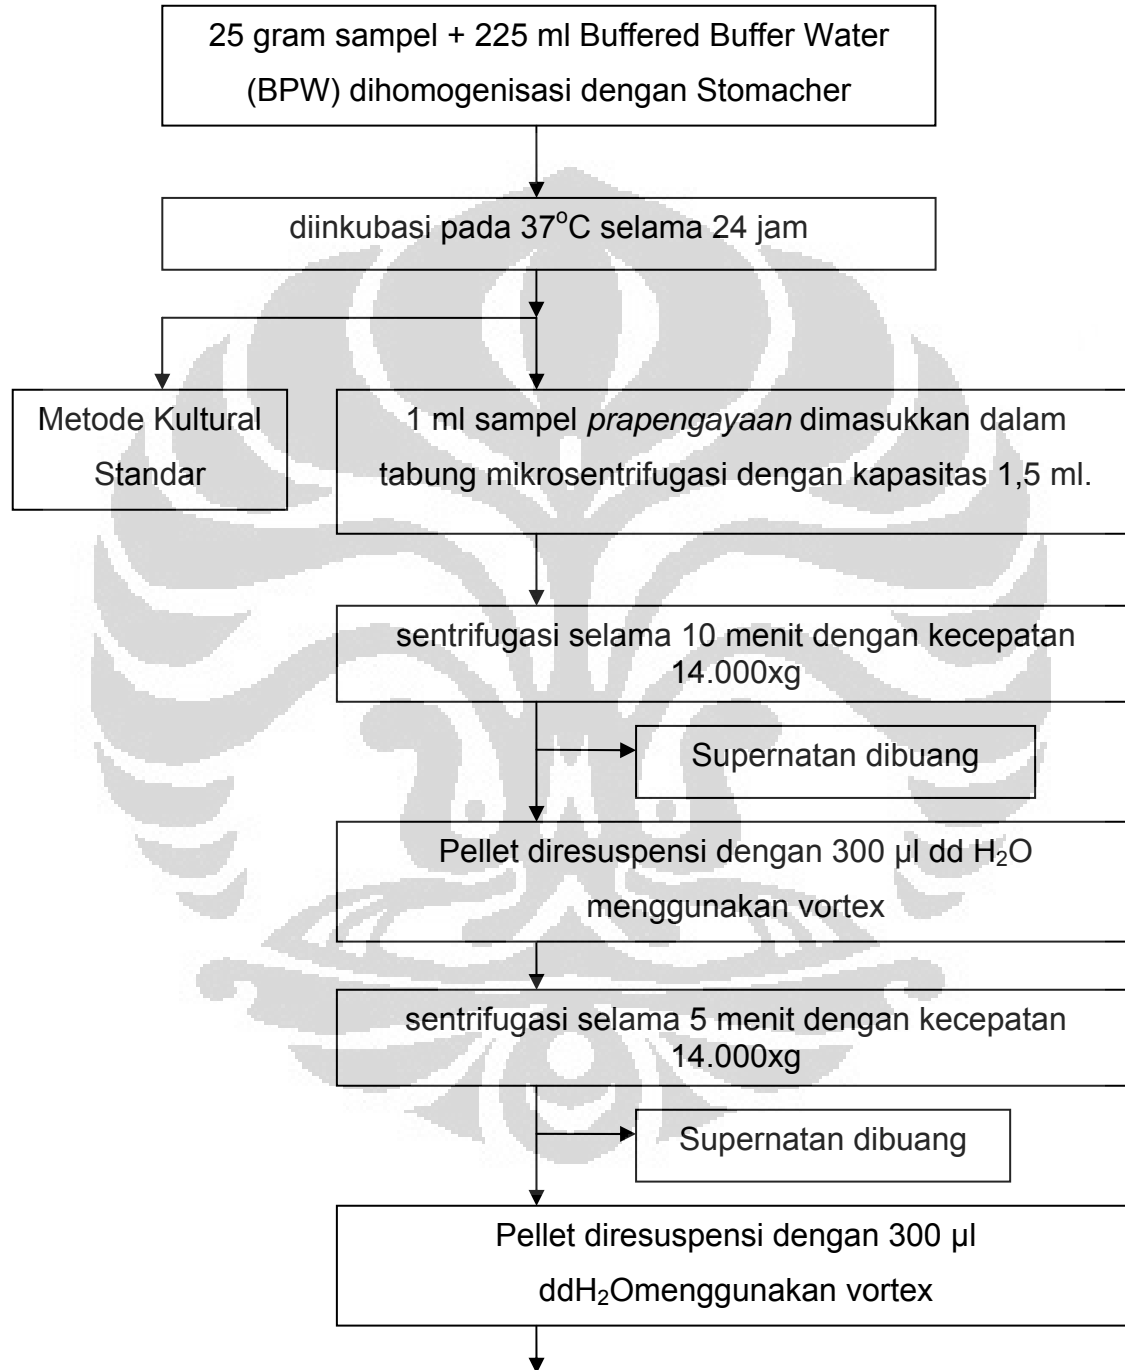 25 gram sampel + 225 ml Buffered Buffer Water
(BPW) dihomogenisasi dengan Stomacher
diinkubasi pada 37°C selama 24 jam
Metode Kultural
Standar
1 ml sampel prapengayaan dimasukkan dalam
tabung mikrosentrifugasi dengan kapasitas 1,5 ml.
sentrifugasi selama 10 menit dengan kecepatan
14.000xg
Supernatan dibuang
Pellet diresuspensi dengan 300 µl dd H₂O
menggunakan vortex
sentrifugasi selama 5 menit dengan kecepatan
14.000xg
Supernatan dibuang
Pellet diresuspensi dengan 300 µl
ddH₂Omenggunakan vortex